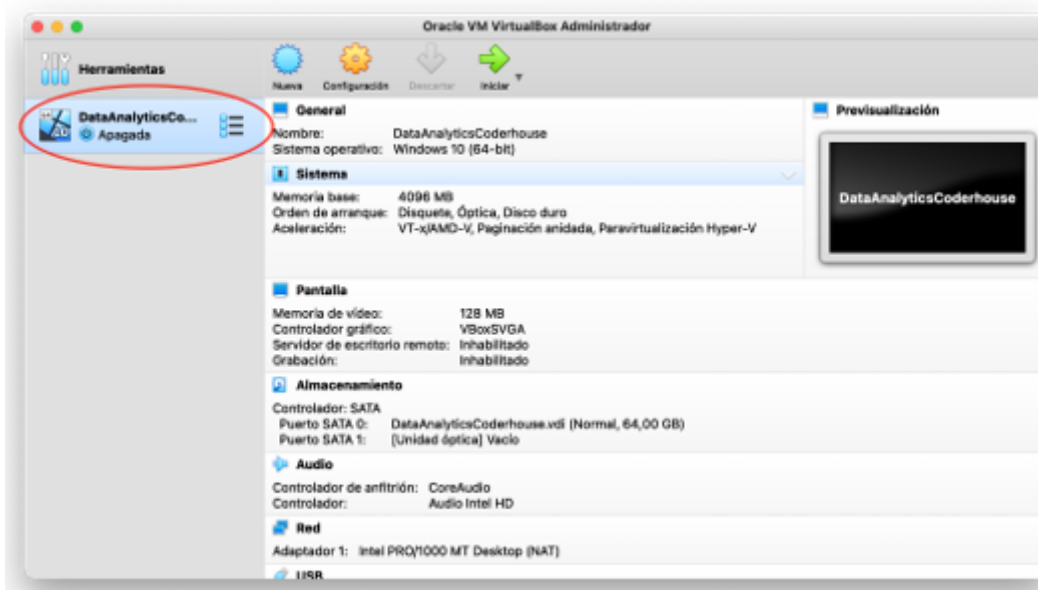 Oracle VM VirtualBox Administrador
Herramientas
Nueva Configuración Descartar Iniciar
DataAnalyticsCo...
Apagada
General
Nombre: DataAnalyticsCoderhouse
Sistema operativo: Windows 10 (64-bit)
Previsualización
DataAnalyticsCoderhouse
Sistema
Memoria base: 4096 MB
Orden de arranque: Disquete, Óptica, Disco duro
Aceleración: VT-x/AMD-V, Paginación anidada, Paravirtualización Hyper-V
Pantalla
Memoria de vídeo: 128 MB
Controlador gráfico: VBoxSVGA
Servidor de escritorio remoto: Inhabilitado
Grabación: Inhabilitado
Almacenamiento
Controlador: SATA
Puerto SATA 0: DataAnalyticsCoderhouse.vdi (Normal, 64,00 GB)
Puerto SATA 1: [Unidad óptica] Vacío
Audio
Controlador de anfitrión: CoreAudio
Controlador: Audio Intel HD
Red
Adaptador 1: Intel PRO/1000 MT Desktop (NAT)
USB